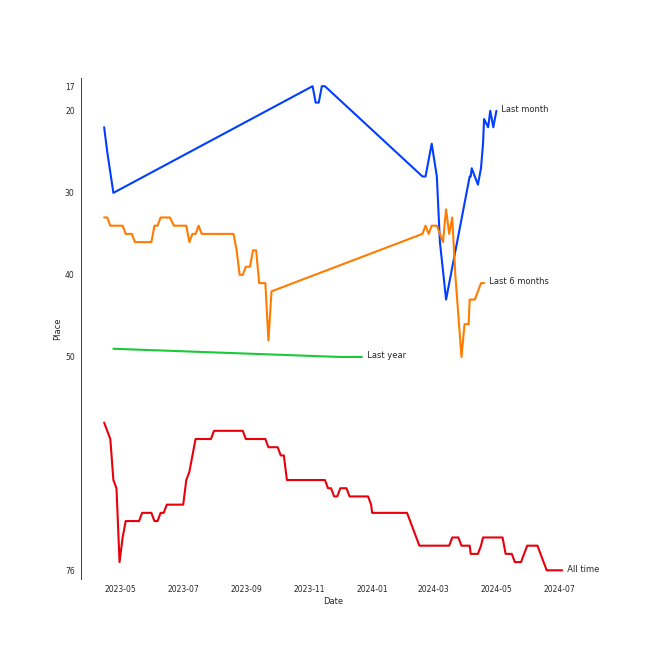 17
20
Last month
30
40
Last 6 months
Place
50
Last year
76
All time
2023-05
2023-07
2023-09
2023-11
2024-01
2024-03
2024-05
2024-07
Date